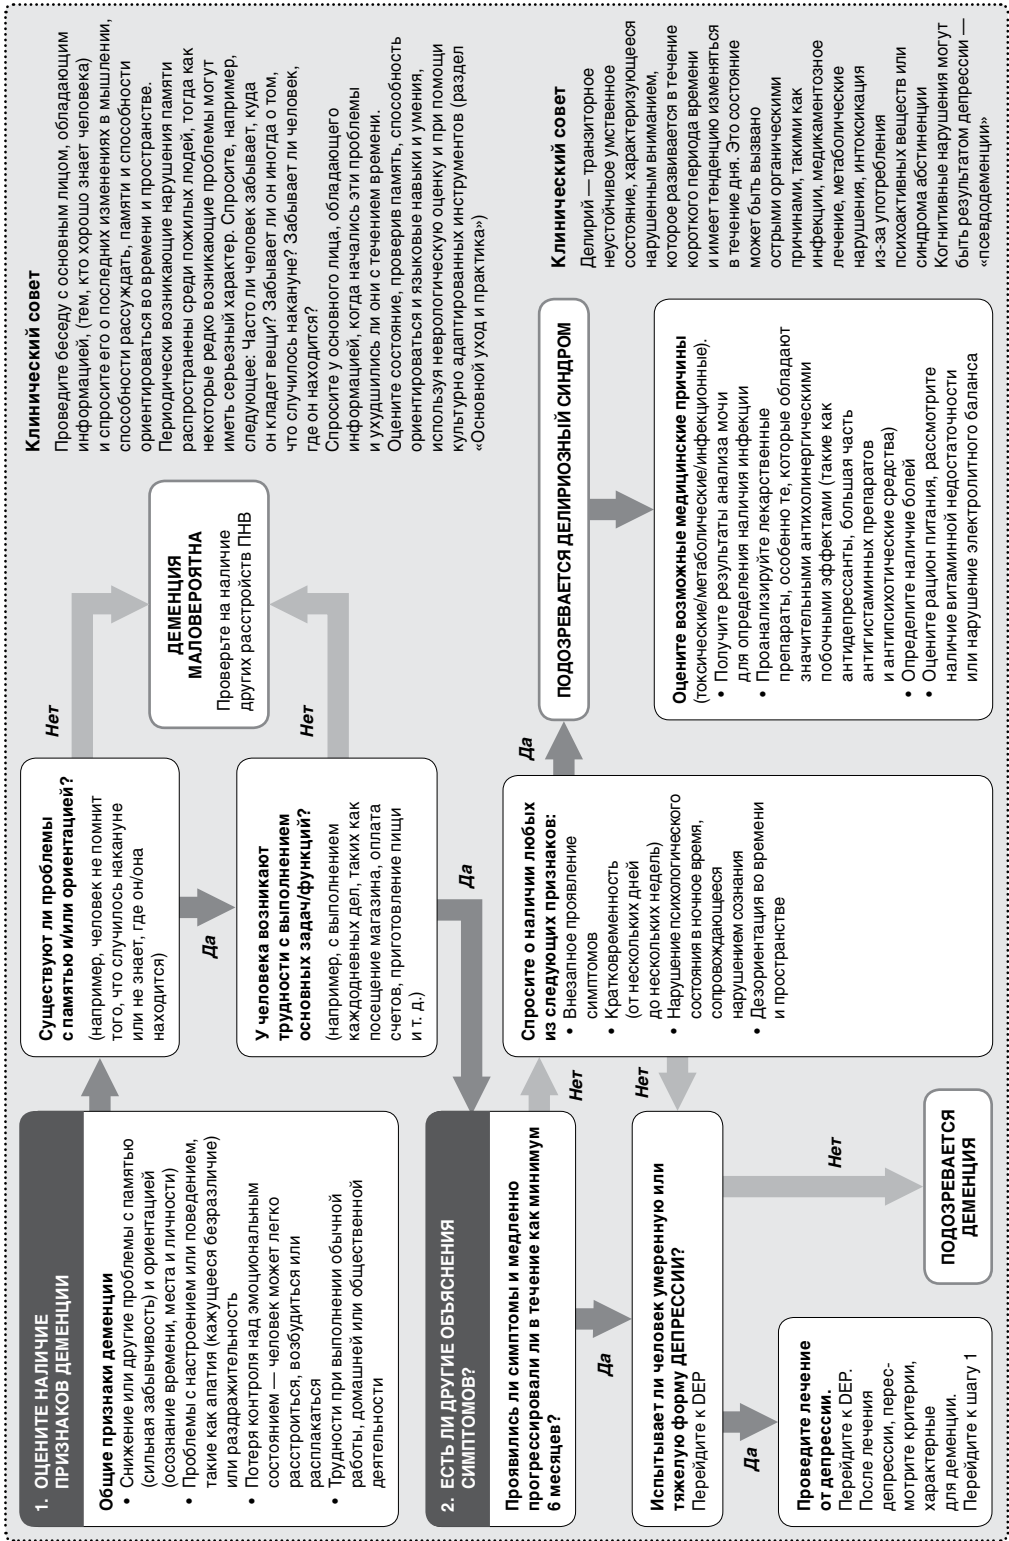 1. ОЦЕНИТЕ НАЛИЧИЕ
ПРИЗНАКОВ ДЕМЕНЦИИ
Общие признаки деменции
• Снижение или другие проблемы с памятью
(сильная забывчивость) и ориентацией
(осознание времени, места и личности)
• Проблемы с настроением или поведением,
такие как апатия (кажущееся безразличие)
или раздражительность
• Потеря контроля над эмоциональным
состоянием — человек может легко
расстроиться, возбудиться или
расплакаться
• Трудности при выполнении обычной
работы, домашней или общественной
деятельности
Существуют ли проблемы
с памятью и/или ориентацией?
(например, человек не помнит
того, что случилось накануне
или не знает, где он/она
находится)
Нет
Да
У человека возникают
трудности с выполнением
основных задач/функций?
(например, с выполнением
каждодневных дел, таких как
посещение магазина, оплата
счетов, приготовление пищи
и т. д.)
Нет
Да
ДЕМЕНЦИЯ
МАЛОВЕРОЯТНА
Проверьте на наличие
других расстройств ПНВ
Клинический совет
Проведите беседу с основным лицом, обладающим
информацией, (тем, кто хорошо знает человека)
и спросите его о последних изменениях в мышлении,
способности рассуждать, памяти и способности
ориентироваться во времени и пространстве.
Периодически возникающие нарушения памяти
распространены среди пожилых людей, тогда как
некоторые редко возникающие проблемы могут
иметь серьезный характер. Спросите, например,
следующее: Часто ли человек забывает, куда
он кладет вещи? Забывает ли он иногда о том,
что случилось накануне? Забывает ли человек,
где он находится?
Спросите у основного лица, обладающего
информацией, когда начались эти проблемы
и ухудшились ли они с течением времени.
Оцените состояние, проверив память, способность
ориентироваться и языковые навыки и умения,
используя неврологическую оценку и при помощи
культурно адаптированных инструментов (раздел
«Основной уход и практика»)
2. ЕСТЬ ЛИ ДРУГИЕ ОБЪЯСНЕНИЯ
СИМПТОМОВ?
Проявились ли симптомы и медленно
прогрессировали ли в течение как минимум
6 месяцев?
Нет
Да
Спросите о наличии любых
из следующих признаков:
• Внезапное проявление
симптомов
• Кратковременность
(от нескольких дней
до нескольких недель)
• Нарушение психологического
состояния в ночное время,
сопровождающееся
нарушением сознания
• Дезориентация во времени
и пространстве
Да
Нет
ПОДОЗРЕВАЕТСЯ ДЕЛИРИОЗНЫЙ СИНДРОМ
Оцените возможные медицинские причины
(токсические/метаболические/инфекционные).
• Получите результаты анализа мочи
для определения наличия инфекции
• Проанализируйте лекарственные
препараты, особенно те, которые обладают
значительными антихолинергическими
побочными эффектами (такие как
антидепрессанты, большая часть
антигистаминных препаратов
и антипсихотические средства)
• Определите наличие болей
• Оцените рацион питания, рассмотрите
наличие витаминной недостаточности
или нарушение электролитного баланса
Клинический совет
Делирий — транзиторное
неустойчивое умственное
состояние, характеризующееся
нарушенным вниманием,
которое развивается в течение
короткого периода времени
и имеет тенденцию изменяться
в течение дня. Это состояние
может быть вызвано
острыми органическими
причинами, такими как
инфекции, медикаментозное
лечение, метаболические
нарушения, интоксикация
из-за употребления
психоактивных веществ или
синдрома абстиненции
Когнитивные нарушения могут
быть результатом депрессии —
«псевдодеменции»
Испытывает ли человек умеренную или
тяжелую форму ДЕПРЕССИИ?
Перейдите к DEP
Да
Нет
Проведите лечение
от депрессии.
Перейдите к DEP.
После лечения
депрессии, перес-
мотрите критерии,
характерные
для деменции.
Перейдите к шагу 1
ПОДОЗРЕВАЕТСЯ
ДЕМЕНЦИЯ